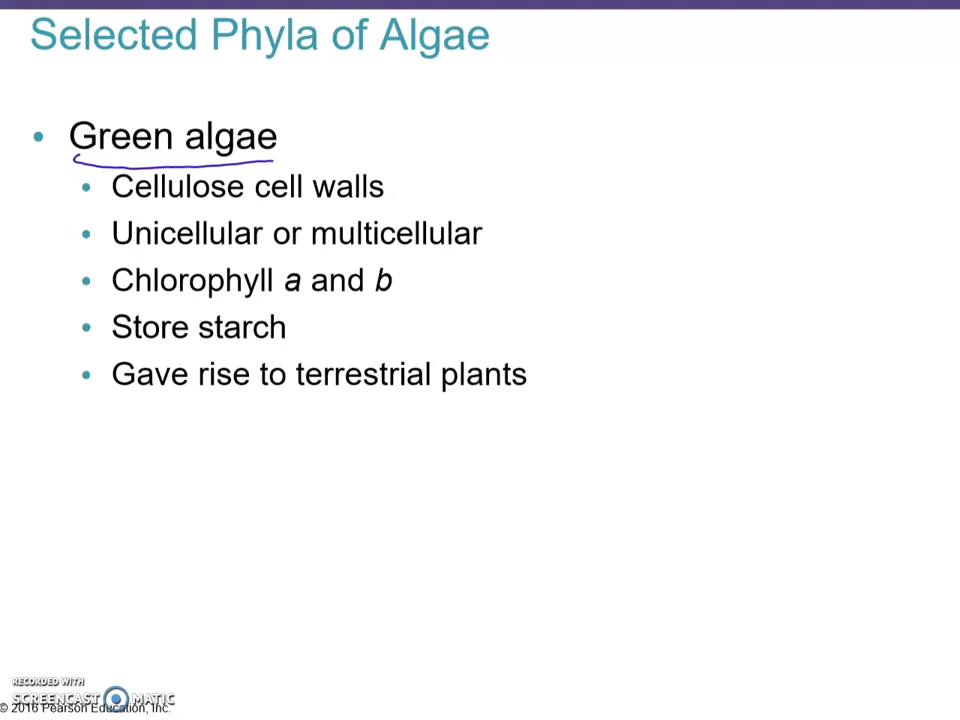 Selected Phyla of Algae
• Green algae
• Cellulose cell walls
• Unicellular or multicellular
• Chlorophyll a and b
• Store starch
• Gave rise to terrestrial plants
RECORDED WITH
SCREENCAST MATIC
© 2016 Pearson Education, Inc.